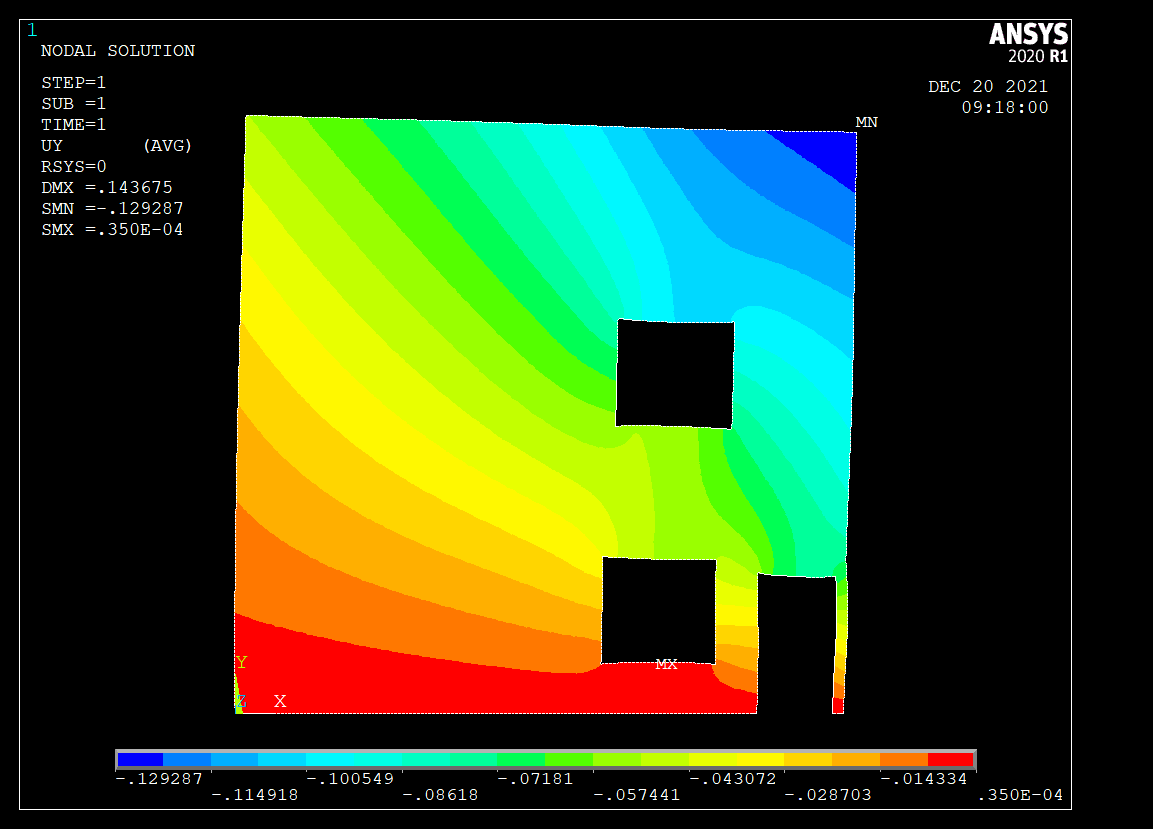 1
ANSYS
2020 R1
NODAL SOLUTION
STEP=1
SUB =1
TIME=1
UY (AVG)
RSYS=0
DMX =.143675
SMN =-.129287
SMX =.350E-04
DEC 20 2021
09:18:00
MN
MX
Y
Z X
-.129287 -.100549 -.07181 -.043072 -.014334
-.114918 -.08618 -.057441 -.028703 .350E-04